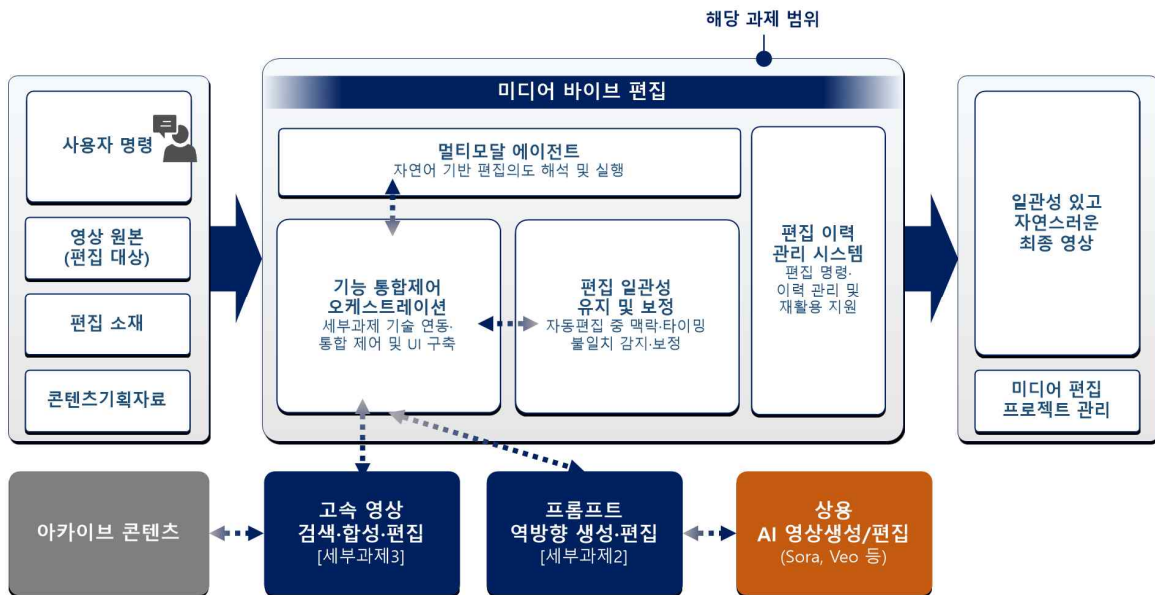 해당 과제 범위
사용자 명령
영상 원본
(편집 대상)
편집 소재
콘텐츠기획자료
미디어 바이브 편집
멀티모달 에이전트
자연어 기반 편집의도 해석 및 실행
기능 통합제어
오케스트레이션
세부과제 기술 연동·
통합 제어 및 UI 구축
편집 일관성
유지 및 보정
자동편집 중 맥락·타이밍
불일치 감지·보정
편집 이력
관리 시스템
편집 명령·
이력 관리 및
재활용 지원
일관성 있고
자연스러운
최종 영상
미디어 편집
프로젝트 관리
아카이브 콘텐츠
고속 영상
검색·합성·편집
[세부과제3]
프롬프트
역방향 생성·편집
[세부과제2]
상용
AI 영상생성/편집
(Sora, Veo 등)